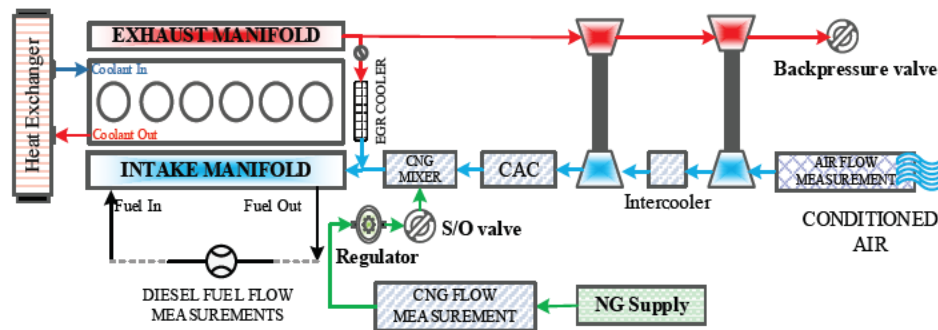 EXHAUST MANIFOLD
Heat Exchanger
Coolant In
Coolant Out
EGR COOLER
Backpressure valve
INTAKE MANIFOLD
CNG
MIXER
CAC
Intercooler
AIR FLOW
MEASUREMENT
CONDITIONED
AIR
Fuel In
Fuel Out
S/O valve
Regulator
DIESEL FUEL FLOW
MEASUREMENTS
CNG FLOW
MEASUREMENT
NG Supply